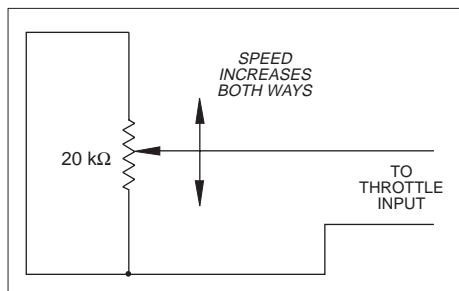 SPEED
INCREASES
BOTH WAYS
20 kΩ
TO
THROTTLE
INPUT